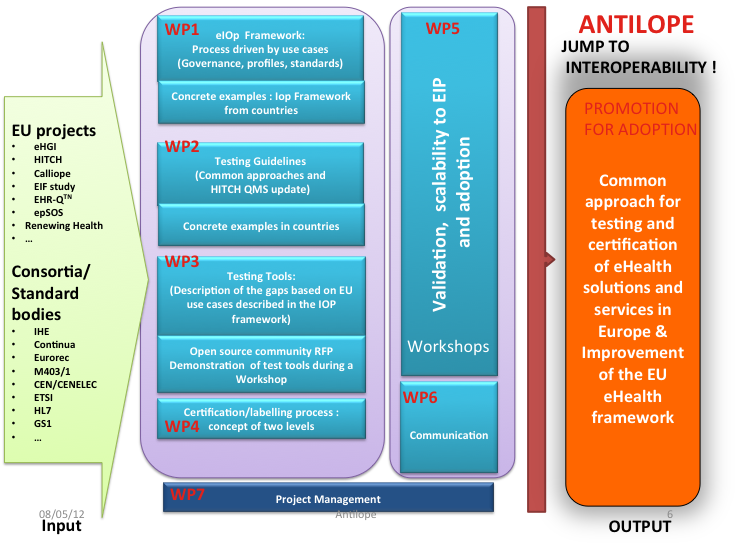 EU projects
• eHGI
• HITCH
• Calliope
• EIF study
• EHR-QTN
• epSOS
• Renewing Health
• …
Consortia/
Standard
bodies
• IHE
• Continua
• Eurorec
• M403/1
• CEN/CENELEC
• ETSI
• HL7
• GS1
• …
08/05/12
Input
WP1
eIOp Framework:
Process driven by use cases
(Governance, profiles, standards)
Concrete examples : Iop Framework
from countries
WP2
Testing Guidelines
(Common approaches and
HITCH QMS update)
Concrete examples in countries
WP3
Testing Tools:
(Description of the gaps based on EU
use cases described in the IOP
framework)
Open source community RFP
Demonstration of test tools during a
Workshop
Certification/labelling process :
WP4 concept of two levels
WP5
Validation, scalability to EIP
and adoption
Workshops
WP6
Communication
WP7
Project Management
Antilope
ANTILOPE
JUMP TO
INTEROPERABILITY !
PROMOTION
FOR ADOPTION
Common
approach for
testing and
certification
of eHealth
solutions and
services in
Europe &
Improvement
of the EU
eHealth
framework
6
OUTPUT